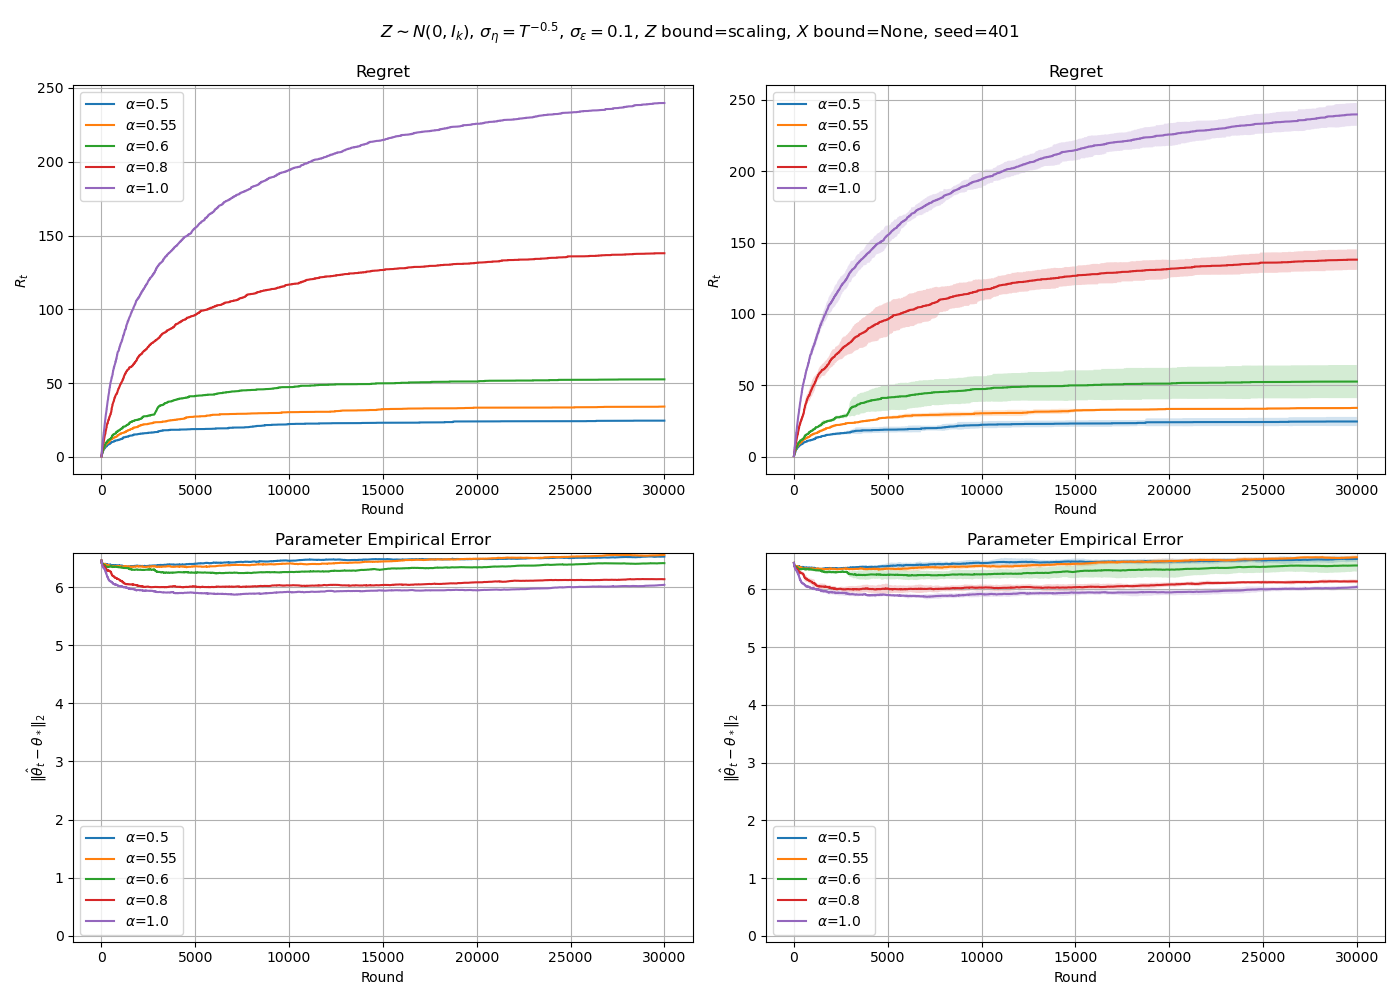 Z ∼ N(0, I_k), σ_η = T^{−0.5}, σ_ε = 0.1, Z bound=scaling, X bound=None, seed=401
Regret
250
200
150
100
50
0
R_t
α=0.5
α=0.55
α=0.6
α=0.8
α=1.0
0 5000 10000 15000 20000 25000 30000
Round
Regret
250
200
150
100
50
0
R_t
α=0.5
α=0.55
α=0.6
α=0.8
α=1.0
0 5000 10000 15000 20000 25000 30000
Round
Parameter Empirical Error
6
5
4
3
2
1
0
‖θ̂_t − θ_*‖_2
α=0.5
α=0.55
α=0.6
α=0.8
α=1.0
0 5000 10000 15000 20000 25000 30000
Round
Parameter Empirical Error
6
5
4
3
2
1
0
‖θ̂_t − θ_*‖_2
α=0.5
α=0.55
α=0.6
α=0.8
α=1.0
0 5000 10000 15000 20000 25000 30000
Round